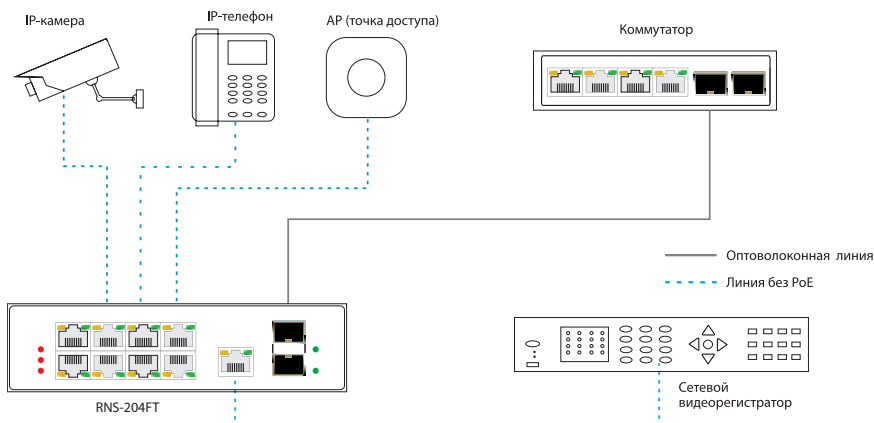 IP-камера
IP-телефон
AP (точка доступа)
Коммутатор
Оптоволоконная линия
Линия без PoE
RNS-204FT
Сетевой
видеорегистратор